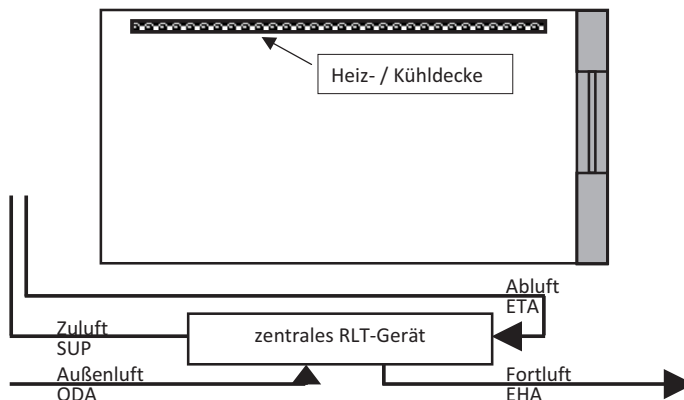 Heiz- / Kühldecke
Abluft
ETA
Zuluft
SUP
zentrales RLT-Gerät
Außenluft
ODA
Fortluft
EHA